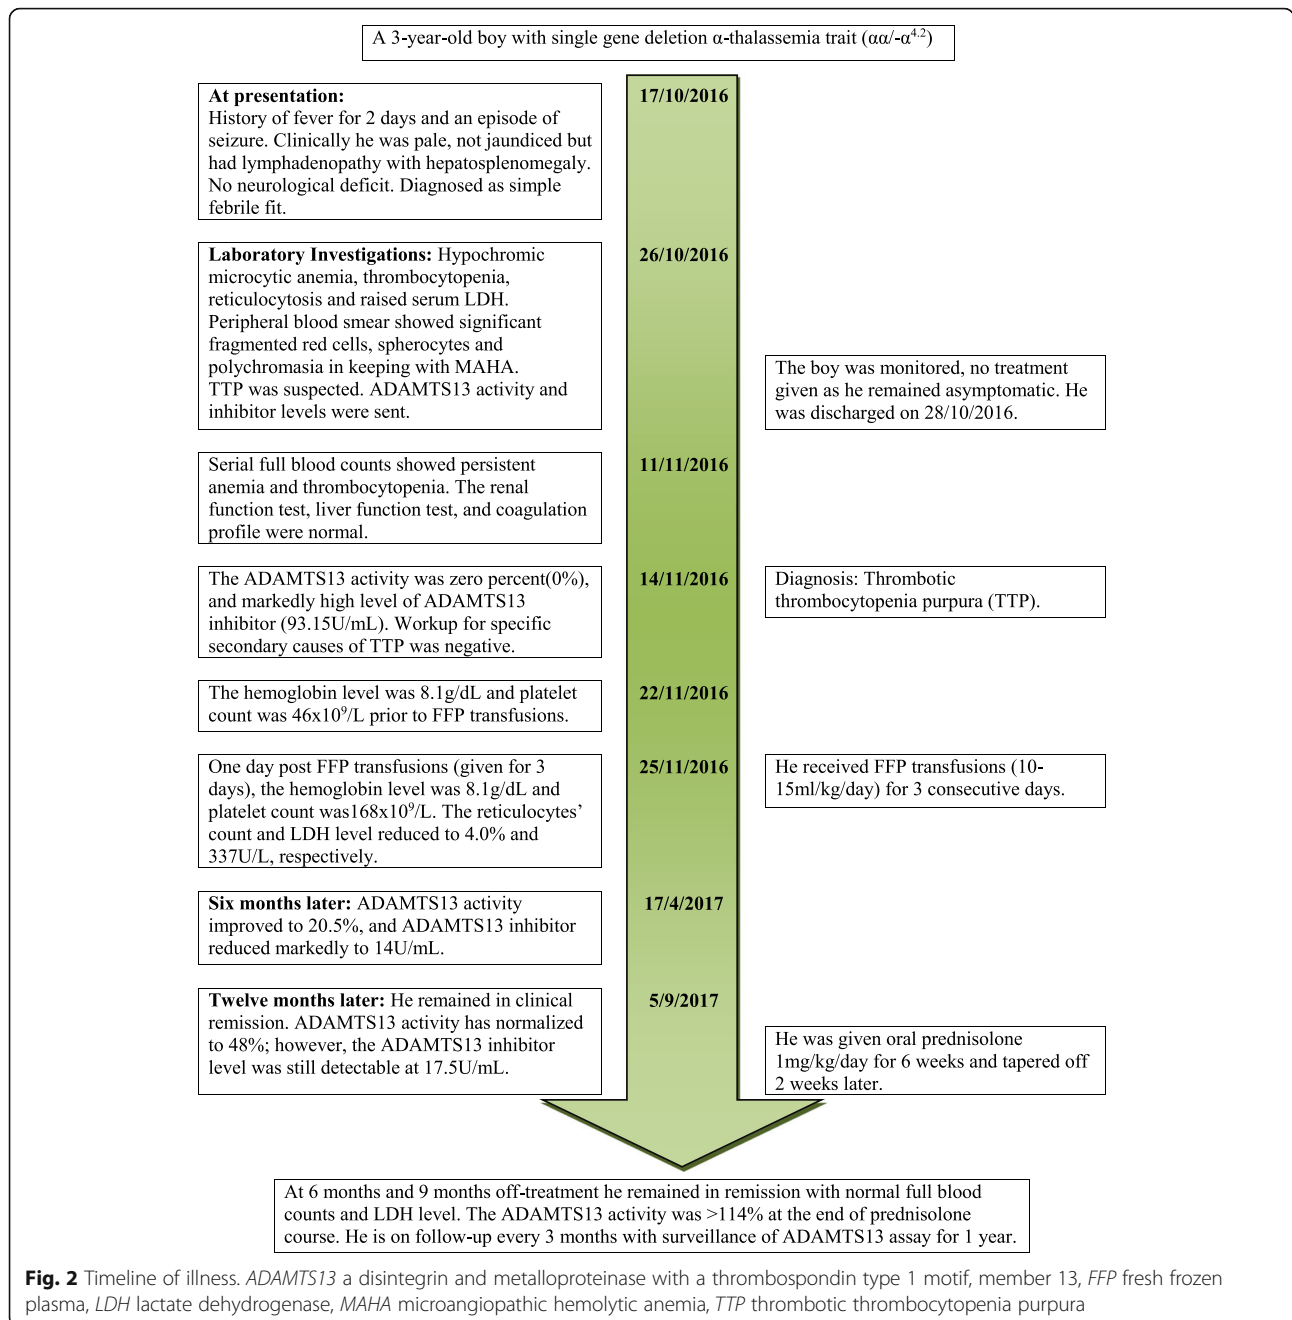 A 3-year-old boy with single gene deletion α-thalassemia trait (αα/-α4.2)
At presentation:
History of fever for 2 days and an episode of
seizure. Clinically he was pale, not jaundiced but
had lymphadenopathy with hepatosplenomegaly.
No neurological deficit. Diagnosed as simple
febrile fit.
17/10/2016
Laboratory Investigations: Hypochromic
microcytic anemia, thrombocytopenia,
reticulocytosis and raised serum LDH.
Peripheral blood smear showed significant
fragmented red cells, spherocytes and
polychromasia in keeping with MAHA.
TTP was suspected. ADAMTS13 activity and
inhibitor levels were sent.
26/10/2016
The boy was monitored, no treatment
given as he remained asymptomatic. He
was discharged on 28/10/2016.
Serial full blood counts showed persistent
anemia and thrombocytopenia. The renal
function test, liver function test, and coagulation
profile were normal.
11/11/2016
The ADAMTS13 activity was zero percent(0%),
and markedly high level of ADAMTS13
inhibitor (93.15U/mL). Workup for specific
secondary causes of TTP was negative.
14/11/2016
Diagnosis: Thrombotic
thrombocytopenia purpura (TTP).
The hemoglobin level was 8.1g/dL and platelet
count was 46x10⁹/L prior to FFP transfusions.
22/11/2016
One day post FFP transfusions (given for 3
days), the hemoglobin level was 8.1g/dL and
platelet count was168x10⁹/L. The reticulocytes’
count and LDH level reduced to 4.0% and
337U/L, respectively.
25/11/2016
He received FFP transfusions (10-
15ml/kg/day) for 3 consecutive days.
Six months later: ADAMTS13 activity
improved to 20.5%, and ADAMTS13 inhibitor
reduced markedly to 14U/mL.
17/4/2017
Twelve months later: He remained in clinical
remission. ADAMTS13 activity has normalized
to 48%; however, the ADAMTS13 inhibitor
level was still detectable at 17.5U/mL.
5/9/2017
He was given oral prednisolone
1mg/kg/day for 6 weeks and tapered off
2 weeks later.
At 6 months and 9 months off-treatment he remained in remission with normal full blood
counts and LDH level. The ADAMTS13 activity was >114% at the end of prednisolone
course. He is on follow-up every 3 months with surveillance of ADAMTS13 assay for 1 year.
Fig. 2 Timeline of illness. ADAMTS13 a disintegrin and metalloproteinase with a thrombospondin type 1 motif, member 13, FFP fresh frozen
plasma, LDH lactate dehydrogenase, MAHA microangiopathic hemolytic anemia, TTP thrombotic thrombocytopenia purpura